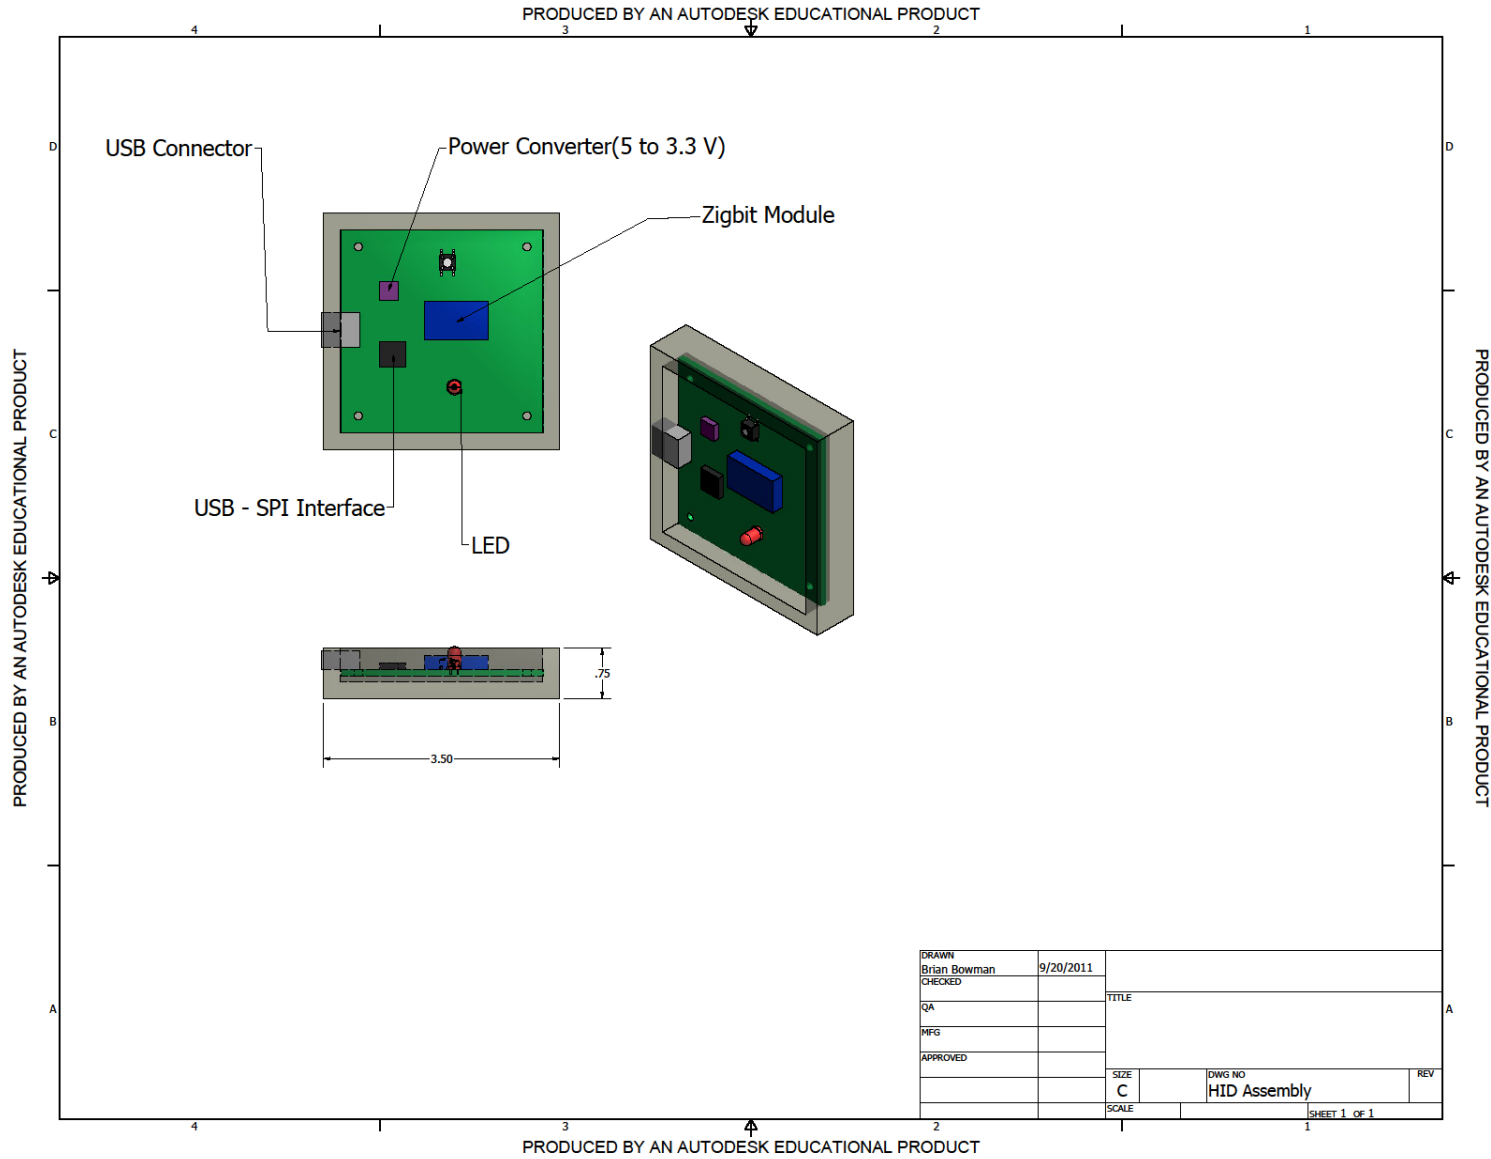 PRODUCED BY AN AUTODESK EDUCATIONAL PRODUCT
4 3 2 1
D D
USB Connector
Power Converter(5 to 3.3 V)
Zigbit Module
C C
USB - SPI Interface
LED
PRODUCED BY AN AUTODESK EDUCATIONAL PRODUCT
PRODUCED BY AN AUTODESK EDUCATIONAL PRODUCT
.75
B B
3.50
A A
DRAWN
Brian Bowman 9/20/2011
CHECKED
QA
MFG
APPROVED
TITLE
SIZE
C
DWG NO
HID Assembly
REV
SCALE
SHEET 1 OF 1
4 3 2 1
PRODUCED BY AN AUTODESK EDUCATIONAL PRODUCT